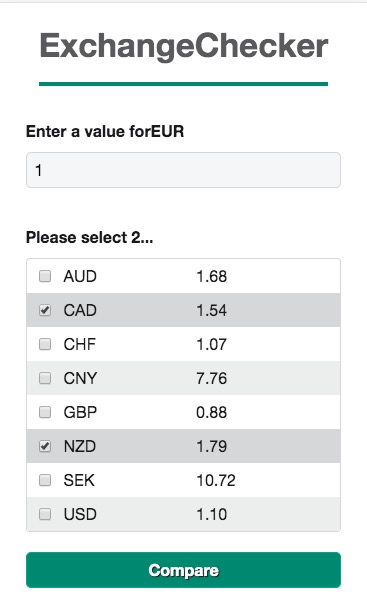 ExchangeChecker
Enter a value forEUR
1
Please select 2...
AUD 1.68
CAD 1.54
CHF 1.07
CNY 7.76
GBP 0.88
NZD 1.79
SEK 10.72
USD 1.10
Compare